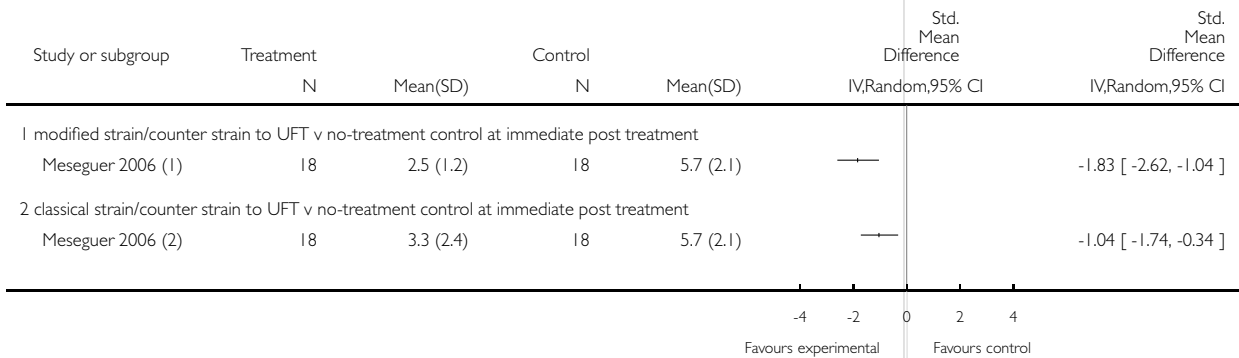 Study or subgroup Treatment Control Std. Mean Difference Std. Mean Difference
N Mean(SD) N Mean(SD) IV,Random,95% CI IV,Random,95% CI
1 modified strain/counter strain to UFT v no-treatment control at immediate post treatment
Meseguer 2006 (1) 18 2.5 (1.2) 18 5.7 (2.1) -1.83 [ -2.62, -1.04 ]
2 classical strain/counter strain to UFT v no-treatment control at immediate post treatment
Meseguer 2006 (2) 18 3.3 (2.4) 18 5.7 (2.1) -1.04 [ -1.74, -0.34 ]
-4 -2 0 2 4
Favours experimental Favours control